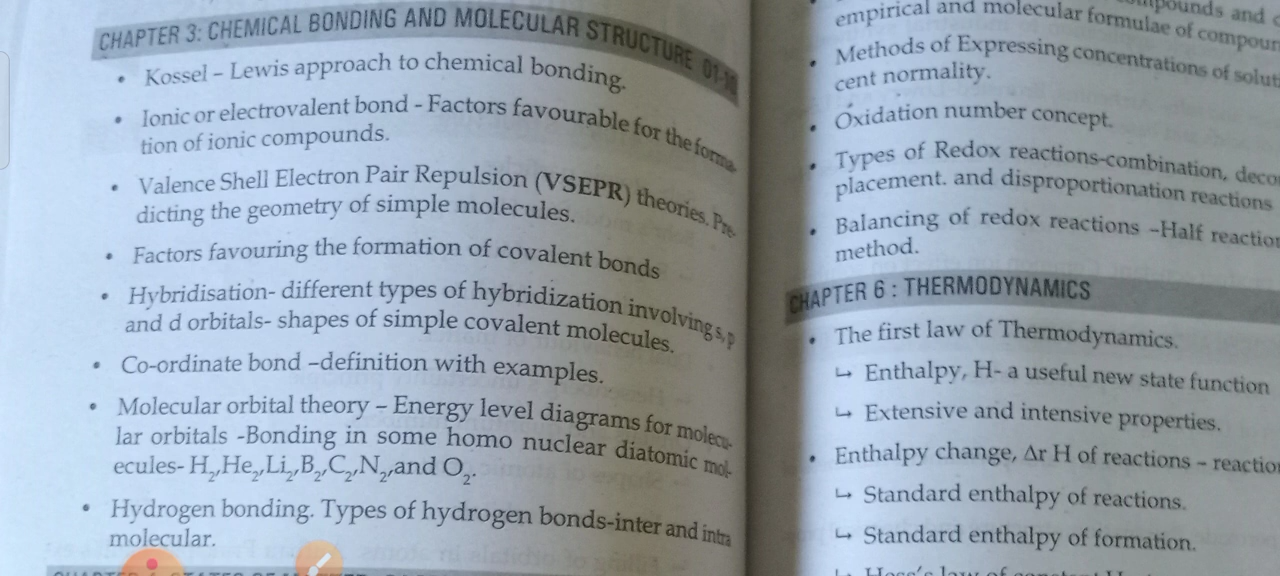 CHAPTER 3: CHEMICAL BONDING AND MOLECULAR STRUCTURE
• Kossel – Lewis approach to chemical bonding.
• Ionic or electrovalent bond - Factors favourable for the forma-
tion of ionic compounds.
• Valence Shell Electron Pair Repulsion (VSEPR) theories. Pre-
dicting the geometry of simple molecules.
• Factors favouring the formation of covalent bonds
• Hybridisation- different types of hybridization involving s, p
and d orbitals- shapes of simple covalent molecules.
• Co-ordinate bond –definition with examples.
• Molecular orbital theory – Energy level diagrams for molecu-
lar orbitals -Bonding in some homo nuclear diatomic mol-
ecules- H₂,He₂,Li₂,B₂,C₂,N₂,and O₂.
• Hydrogen bonding. Types of hydrogen bonds-inter and intra
molecular.
empirical and molecular formulae of
• Methods of Expressing concentrations of
cent normality.
• Oxidation number concept.
• Types of Redox reactions-combination,
placement. and disproportionation reactions
• Balancing of redox reactions –Half
method.
CHAPTER 6 : THERMODYNAMICS
• The first law of Thermodynamics.
↳ Enthalpy, H- a useful new state function
↳ Extensive and intensive properties.
• Enthalpy change, Δr H of reactions –
↳ Standard enthalpy of reactions.
↳ Standard enthalpy of formation.